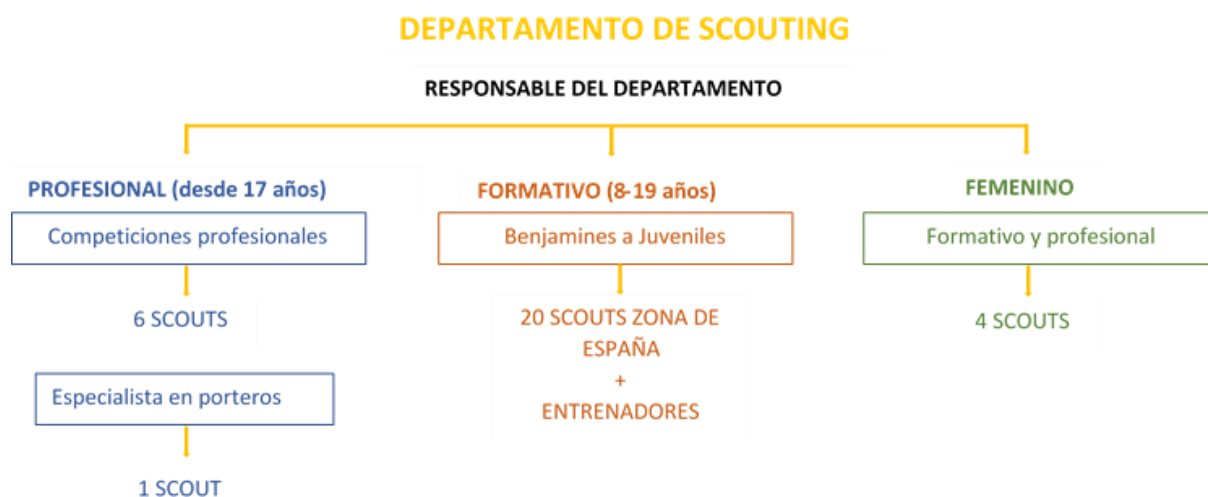 DEPARTAMENTO DE SCOUTING
RESPONSABLE DEL DEPARTAMENTO
PROFESIONAL (desde 17 años)
Competiciones profesionales
6 SCOUTS
Especialista en porteros
1 SCOUT
FORMATIVO (8-19 años)
Benjamines a Juveniles
20 SCOUTS ZONA DE
ESPAÑA
+
ENTRENADORES
FEMENINO
Formativo y profesional
4 SCOUTS